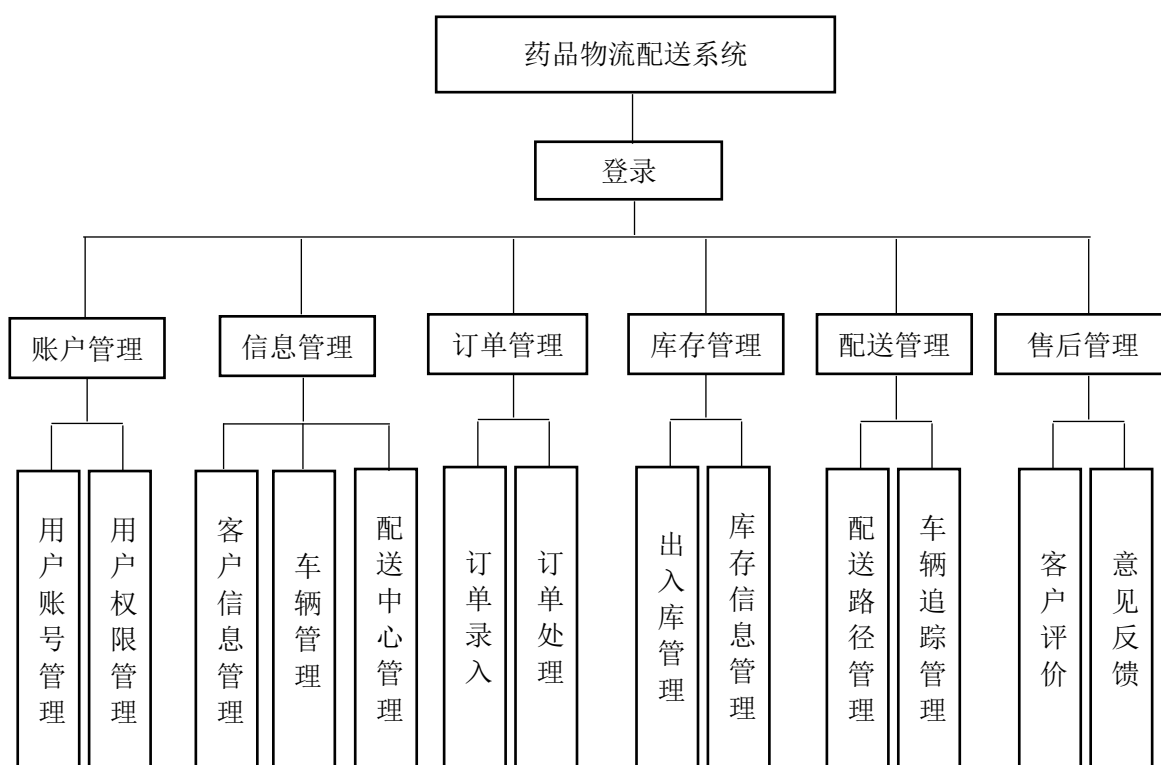 药品物流配送系统
登录
账户管理
信息管理
订单管理
库存管理
配送管理
售后管理
用户账号管理
用户权限管理
客户信息管理
车辆管理
配送中心管理
订单录入
订单处理
出入库管理
库存信息管理
配送路径管理
车辆追踪管理
客户评价
意见反馈